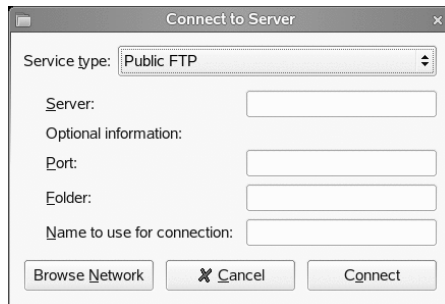 Connect to Server
Service type: Public FTP
Server:
Optional information:
Port:
Folder:
Name to use for connection:
Browse Network Cancel Connect